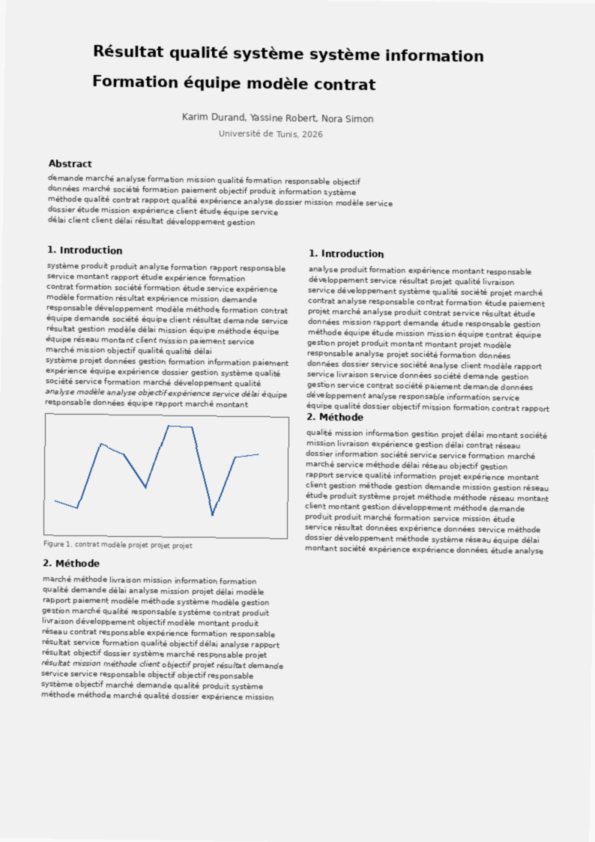 Résultat qualité système système information
Formation équipe modèle contrat
Karim Durand, Yassine Robert, Nora Simon
Université de Tunis, 2026
Abstract
demande marché analyse formation mission qualité formation responsable objectif
données marché société formation paiement objectif produit information système
méthode qualité contrat rapport qualité expérience analyse dossier mission modèle service
dossier étude mission expérience client étude équipe service
délai client client délai résultat développement gestion
1. Introduction
système produit produit analyse formation rapport responsable
service montant rapport étude expérience formation
contrat formation société formation étude service expérience
modèle formation résultat expérience mission demande
responsable développement modèle méthode formation contrat
équipe demande société équipe client résultat demande service
résultat gestion modèle délai mission équipe méthode équipe
équipe réseau montant client mission paiement service
marché mission objectif qualité qualité délai
système projet données gestion formation information paiement
expérience équipe expérience dossier gestion système qualité
société service formation marché développement qualité
analyse modèle analyse objectif expérience service délai équipe
responsable données équipe rapport marché montant
Figure 1. contrat modèle projet projet projet
2. Méthode
marché méthode livraison mission information formation
qualité demande délai analyse mission projet délai modèle
rapport paiement modèle méthode système modèle gestion
gestion marché qualité responsable système contrat produit
livraison développement objectif modèle montant produit
réseau contrat responsable expérience formation responsable
résultat service formation qualité objectif délai analyse rapport
résultat objectif dossier système marché responsable projet
résultat mission méthode client objectif projet résultat demande
service service responsable objectif objectif responsable
système objectif marché demande qualité produit système
méthode méthode marché qualité dossier expérience mission
1. Introduction
analyse produit formation expérience montant responsable
développement service résultat projet qualité livraison
service développement système qualité société projet marché
contrat analyse responsable contrat formation étude paiement
projet marché analyse produit contrat service résultat étude
données mission rapport demande étude responsable gestion
méthode équipe étude mission mission équipe contrat équipe
gestion projet produit montant montant projet modèle
responsable analyse projet société formation données
données dossier service société analyse client modèle rapport
service livraison service données société demande gestion
gestion service contrat société paiement demande données
développement analyse responsable information service
équipe qualité dossier objectif mission formation contrat rapport
2. Méthode
qualité mission information gestion projet délai montant société
mission livraison expérience gestion délai contrat réseau
dossier information société service service formation marché
marché service méthode délai réseau objectif gestion
rapport service qualité information projet expérience montant
client gestion méthode gestion demande mission gestion réseau
étude produit système projet méthode méthode réseau montant
client montant gestion développement méthode demande
produit produit marché formation service mission étude
service résultat données expérience données service méthode
dossier développement méthode système réseau équipe délai
montant société expérience expérience données étude analyse